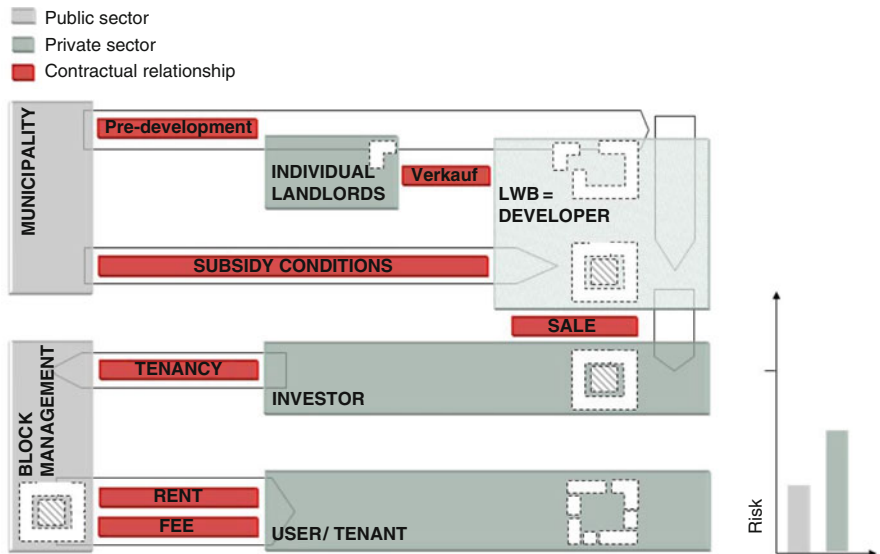 Public sector
Private sector
Contractual relationship
MUNICIPALITY
Pre-development
INDIVIDUAL
LANDLORDS
Verkauf
LWB =
DEVELOPER
SUBSIDY CONDITIONS
SALE
BLOCK
MANAGEMENT
TENANCY
INVESTOR
RENT
FEE
USER/ TENANT
Risk